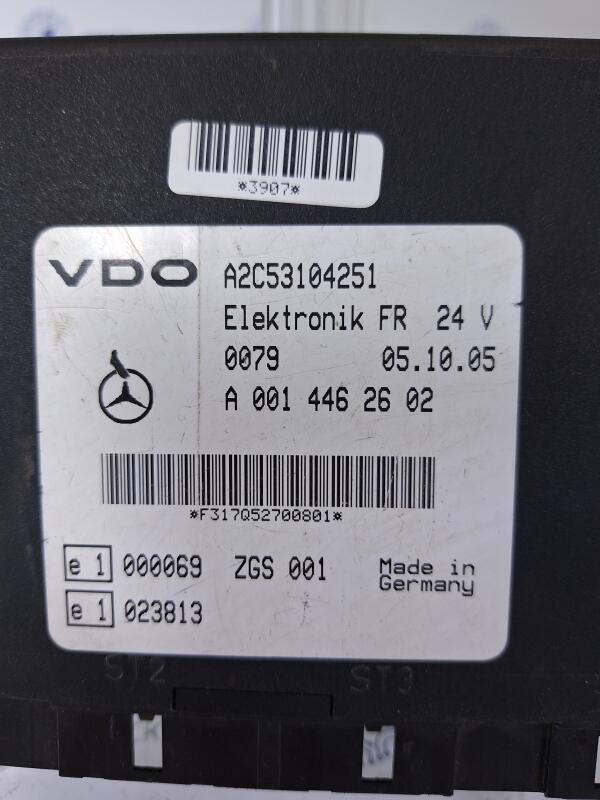 *3907*
VDO A2C53104251
Elektronik FR 24 V
0079 05.10.05
A 001 446 26 02
*F317Q52700801*
e 1 000069 ZGS 001 Made in Germany
e 1 023813
ST2 ST3